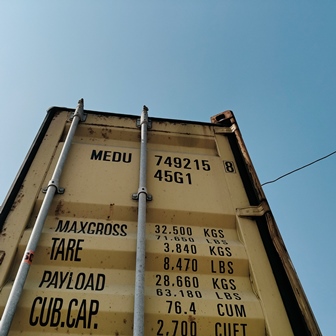 MEDU 749215 8
45G1
MAXGROSS 32.500 KGS
71.650 LBS
TARE 3.840 KGS
8,470 LBS
PAYLOAD 28.660 KGS
63.180 LBS
CUB.CAP. 76.4 CUM
2,700 CUFT